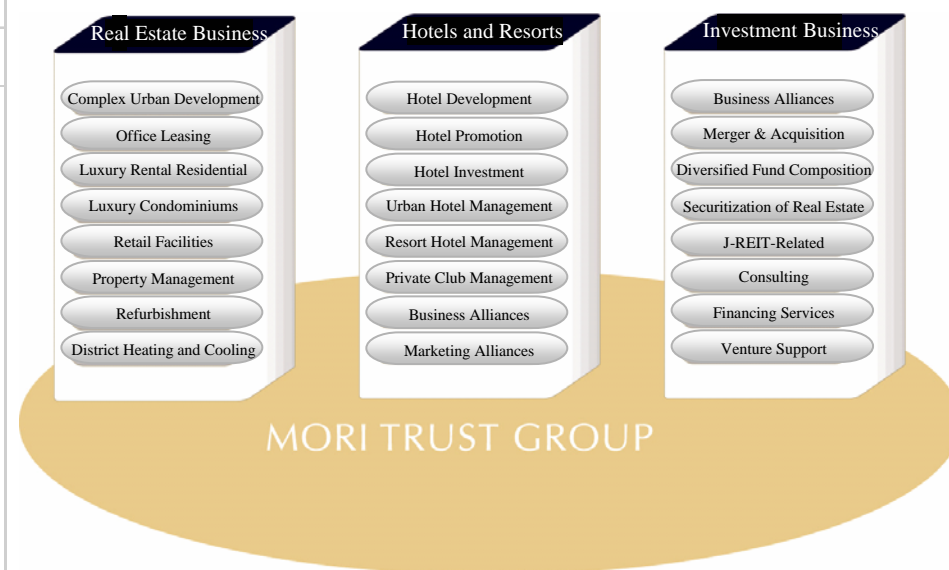 Real Estate Business
Complex Urban Development
Office Leasing
Luxury Rental Residential
Luxury Condominiums
Retail Facilities
Property Management
Refurbishment
District Heating and Cooling
Hotels and Resorts
Hotel Development
Hotel Promotion
Hotel Investment
Urban Hotel Management
Resort Hotel Management
Private Club Management
Business Alliances
Marketing Alliances
Investment Business
Business Alliances
Merger & Acquisition
Diversified Fund Composition
Securitization of Real Estate
J-REIT-Related
Consulting
Financing Services
Venture Support
MORI TRUST GROUP